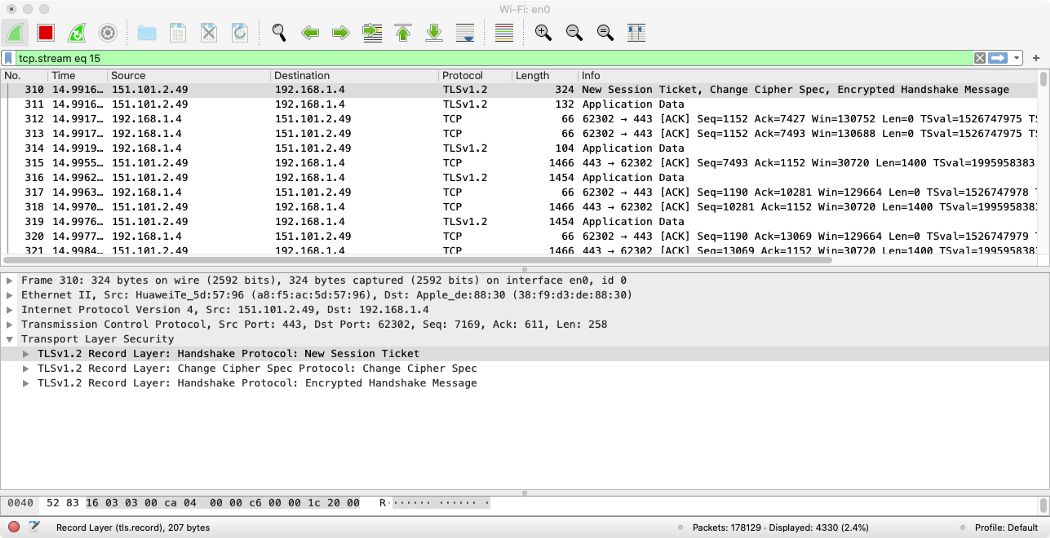 Wi-Fi: en0
tcp.stream eq 15
No. Time Source Destination Protocol Length Info
310 14.9916… 151.101.2.49 192.168.1.4 TLSv1.2 324 New Session Ticket, Change Cipher Spec, Encrypted Handshake Message
311 14.9916… 151.101.2.49 192.168.1.4 TLSv1.2 132 Application Data
312 14.9917… 192.168.1.4 151.101.2.49 TCP 66 62302 → 443 [ACK] Seq=1152 Ack=7427 Win=130752 Len=0 TSval=1526747975 TS
313 14.9917… 192.168.1.4 151.101.2.49 TCP 66 62302 → 443 [ACK] Seq=1152 Ack=7493 Win=130688 Len=0 TSval=1526747975 TS
314 14.9919… 192.168.1.4 151.101.2.49 TLSv1.2 104 Application Data
315 14.9955… 151.101.2.49 192.168.1.4 TCP 1466 443 → 62302 [ACK] Seq=7493 Ack=1152 Win=30720 Len=1400 TSval=1995958383
316 14.9962… 151.101.2.49 192.168.1.4 TLSv1.2 1454 Application Data
317 14.9963… 192.168.1.4 151.101.2.49 TCP 66 62302 → 443 [ACK] Seq=1190 Ack=10281 Win=129664 Len=0 TSval=1526747978 T
318 14.9970… 151.101.2.49 192.168.1.4 TCP 1466 443 → 62302 [ACK] Seq=10281 Ack=1152 Win=30720 Len=1400 TSval=199595838
319 14.9976… 151.101.2.49 192.168.1.4 TLSv1.2 1454 Application Data
320 14.9977… 192.168.1.4 151.101.2.49 TCP 66 62302 → 443 [ACK] Seq=1190 Ack=13069 Win=129664 Len=0 TSval=1526747979 T
321 14.9984… 151.101.2.49 192.168.1.4 TCP 1466 443 → 62302 [ACK] Seq=13069 Ack=1152 Win=30720 Len=1400 TSval=199595838
Frame 310: 324 bytes on wire (2592 bits), 324 bytes captured (2592 bits) on interface en0, id 0
Ethernet II, Src: HuaweiTe_5d:57:96 (a8:f5:ac:5d:57:96), Dst: Apple_de:88:30 (38:f9:d3:de:88:30)
Internet Protocol Version 4, Src: 151.101.2.49, Dst: 192.168.1.4
Transmission Control Protocol, Src Port: 443, Dst Port: 62302, Seq: 7169, Ack: 611, Len: 258
Transport Layer Security
TLSv1.2 Record Layer: Handshake Protocol: New Session Ticket
TLSv1.2 Record Layer: Change Cipher Spec Protocol: Change Cipher Spec
TLSv1.2 Record Layer: Handshake Protocol: Encrypted Handshake Message
0040 52 83 16 03 03 00 ca 04 00 00 c6 00 00 1c 20 00 R······· ······ ·
Record Layer (tls.record), 207 bytes
Packets: 178129 · Displayed: 4330 (2.4%)
Profile: Default